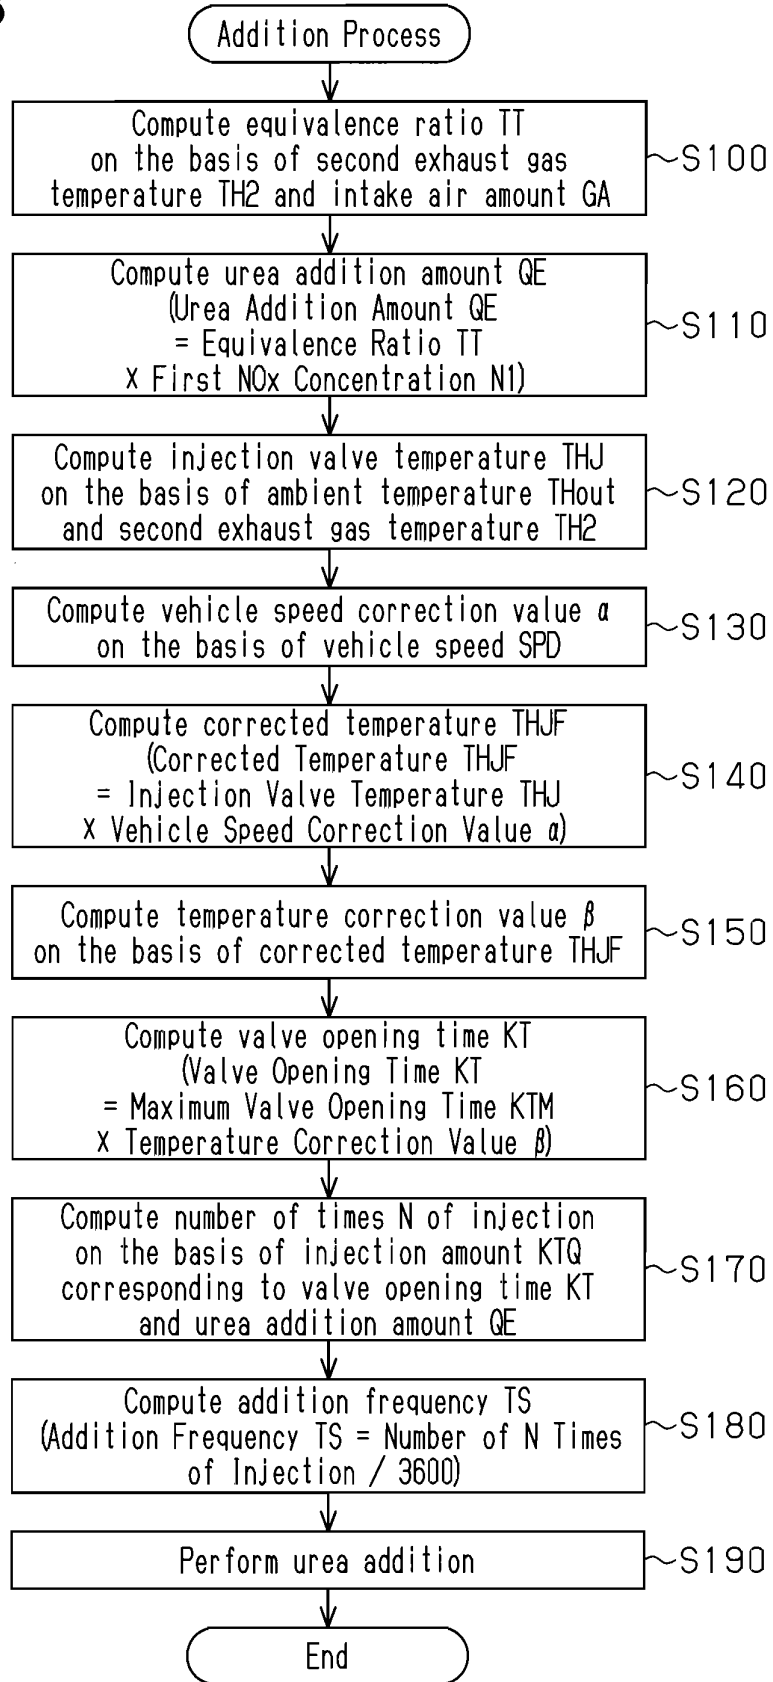 Addition Process
Compute equivalence ratio TT
on the basis of second exhaust gas
temperature TH2 and intake air amount GA
S100
Compute urea addition amount QE
(Urea Addition Amount QE
= Equivalence Ratio TT
× First NOx Concentration N1)
S110
Compute injection valve temperature THJ
on the basis of ambient temperature THout
and second exhaust gas temperature TH2
S120
Compute vehicle speed correction value α
on the basis of vehicle speed SPD
S130
Compute corrected temperature THJF
(Corrected Temperature THJF
= Injection Valve Temperature THJ
× Vehicle Speed Correction Value α)
S140
Compute temperature correction value β
on the basis of corrected temperature THJF
S150
Compute valve opening time KT
(Valve Opening Time KT
= Maximum Valve Opening Time KTM
× Temperature Correction Value β)
S160
Compute number of times N of injection
on the basis of injection amount KTQ
corresponding to valve opening time KT
and urea addition amount QE
S170
Compute addition frequency TS
(Addition Frequency TS = Number of N Times
of Injection / 3600)
S180
Perform urea addition
S190
End